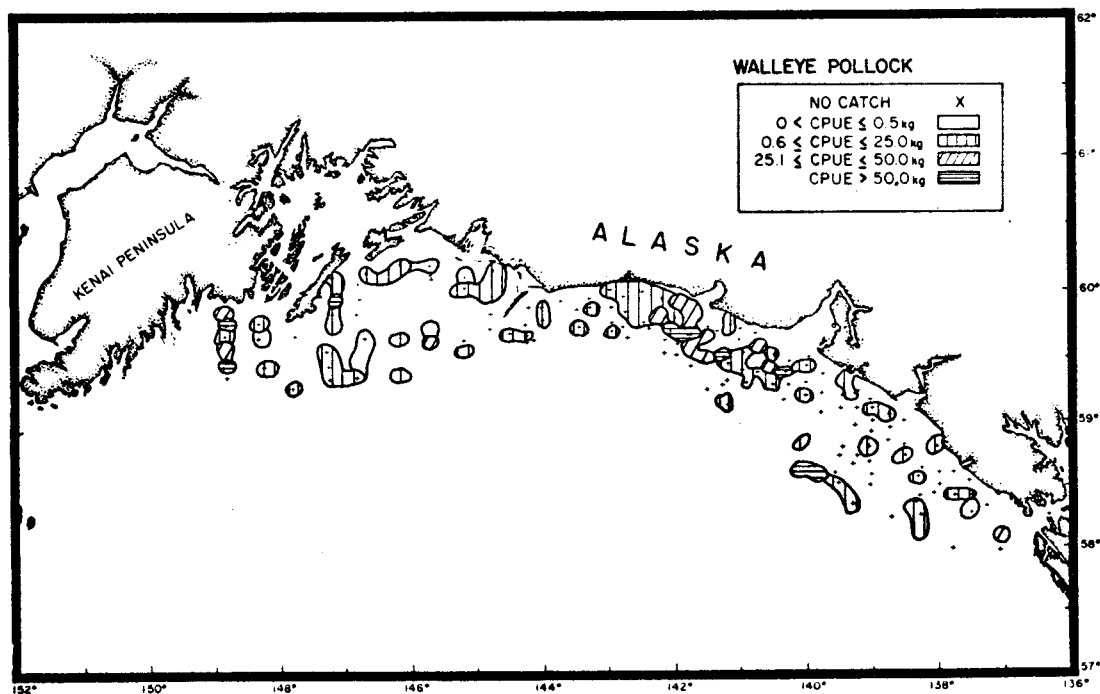 62°
WALLEYE POLLOCK
NO CATCH X
0 < CPUE ≤ 0.5 kg
0.6 ≤ CPUE ≤ 25.0 kg
25.1 ≤ CPUE ≤ 50.0 kg
CPUE > 50.0 kg
ALASKA
KENAI PENINSULA
60°
59°
58°
57°
152° 150° 148° 146° 144° 142° 140° 138° 136°